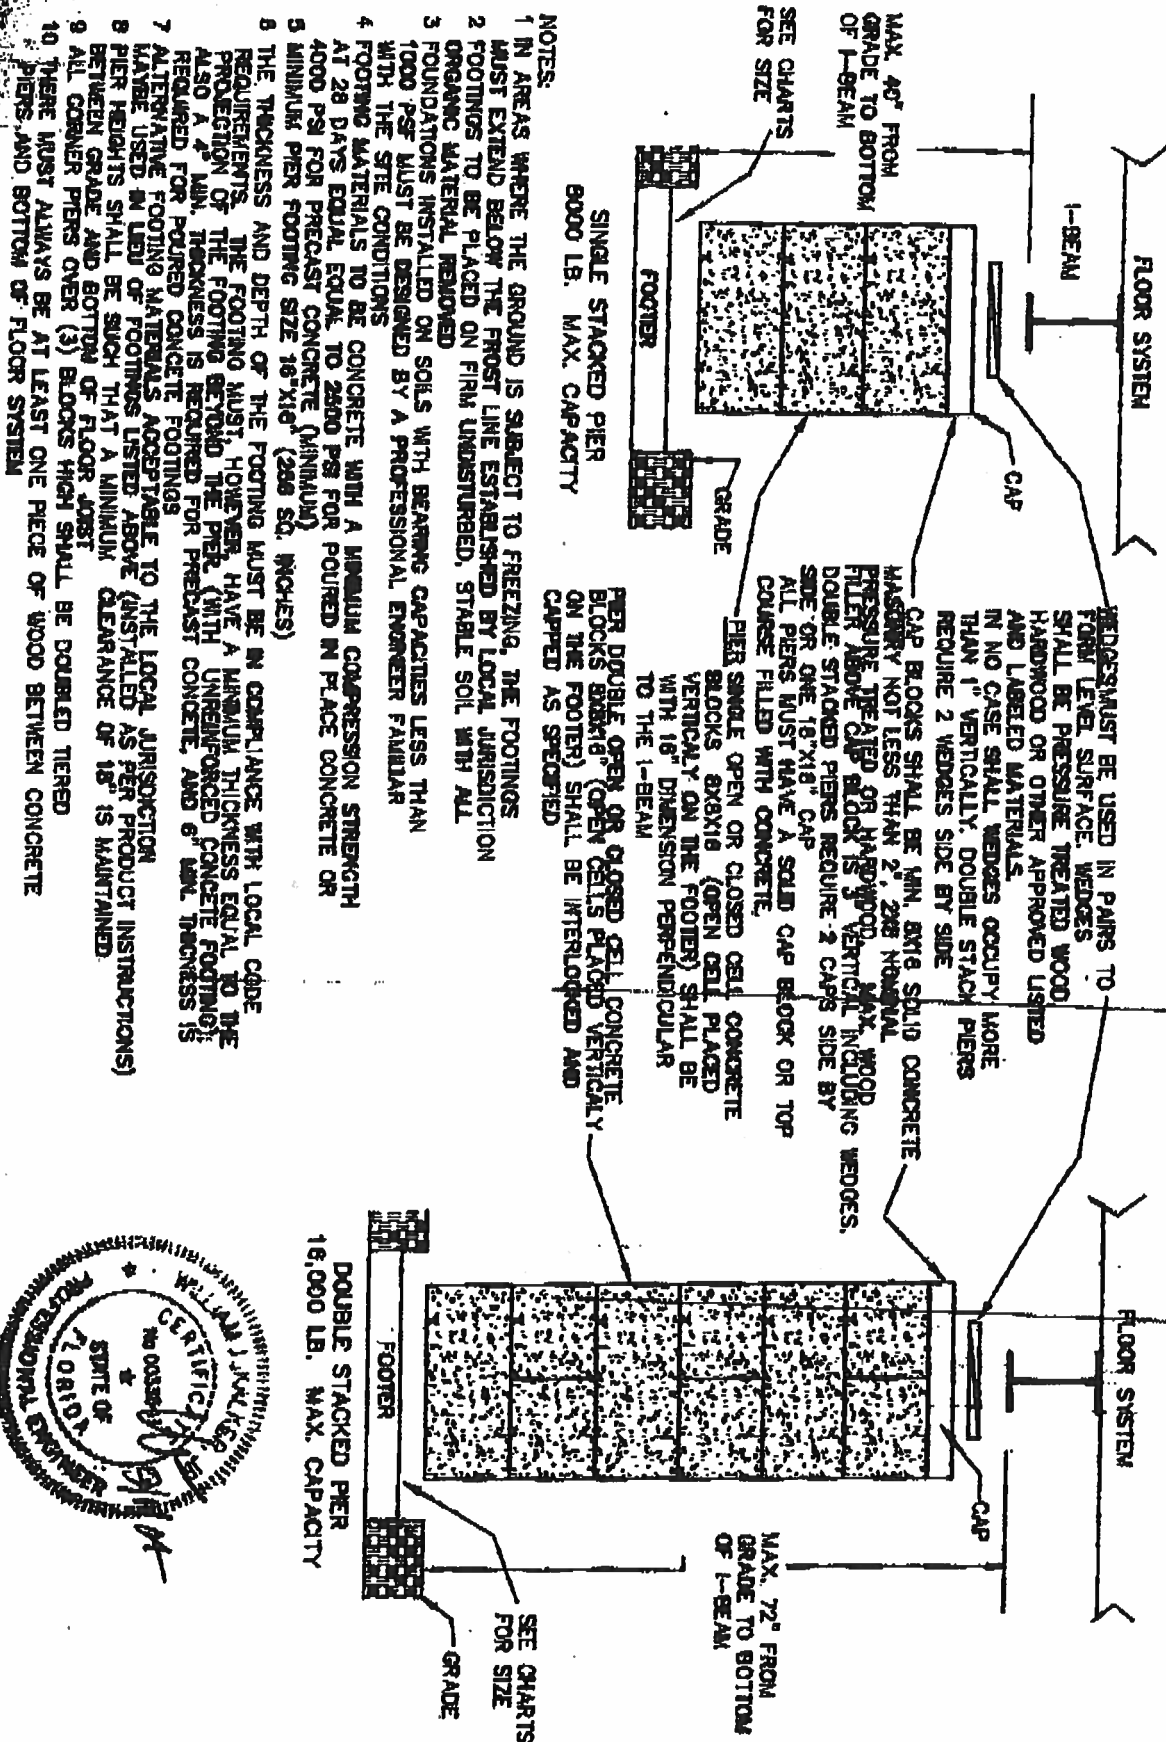 FLOOR SYSTEM
I-BEAM
MAX. 40" FROM
GRADE TO BOTTOM
OF I-BEAM
CAP
SEE CHARTS
FOR SIZE
FOOTER
GRADE
SINGLE STACKED PIER
8000 LB. MAX. CAPACITY
WEDGES MUST BE USED IN PAIRS TO
FORM LEVEL SURFACE. WEDGES
SHALL BE PRESSURE TREATED WOOD
HARDWOOD OR OTHER APPROVED LISTED
AND LABELED MATERIALS.
IN NO CASE SHALL WEDGES OCCUPY MORE
THAN 1" VERTICALLY. DOUBLE STACK PIERS
REQUIRE 2 WEDGES SIDE BY SIDE
CAP BLOCKS SHALL BE MIN. 8X16 SOLID CONCRETE
MASONRY NOT LESS THAN 2", 2X8 NOMINAL
PRESSURE TREATED OR HARDWOOD. MAX. WOOD
FILLER ABOVE CAP BLOCK IS 3" VERTICAL INCLUDING WEDGES.
DOUBLE STACKED PIERS REQUIRE 2 CAPS SIDE BY
SIDE OR ONE 16"X16" CAP
ALL PIERS MUST HAVE A SOLID CAP BLOCK OR TOP
COURSE FILLED WITH CONCRETE.
PIER SINGLE OPEN OR CLOSED CELL CONCRETE
BLOCKS 8X8X16 (OPEN CELL PLACED
VERTICALY ON THE FOOTER) SHALL BE
WITH 16" DIMENSION PERPENDICULAR
TO THE I-BEAM
PIER DOUBLE OPEN OR CLOSED CELL CONCRETE
BLOCKS 8X8X16" (OPEN CELLS PLACED VERTICALY
ON THE FOOTER) SHALL BE INTERLOCKED AND
CAPPED AS SPECIFIED
FLOOR SYSTEM
CAP
MAX. 72" FROM
GRADE TO BOTTOM
OF I-BEAM
SEE CHARTS
FOR SIZE
GRADE
FOOTER
DOUBLE STACKED PIER
16,000 LB. MAX. CAPACITY
NOTES:
1 IN AREAS WHERE THE GROUND IS SUBJECT TO FREEZING, THE FOOTINGS
MUST EXTEND BELOW THE FROST LINE ESTABLISHED BY LOCAL JURISDICTION
2 FOOTINGS TO BE PLACED ON FIRM UNDISTURBED, STABLE SOIL WITH ALL
ORGANIC MATERIAL REMOVED
3 FOUNDATIONS INSTALLED ON SOILS WITH BEARING CAPACITIES LESS THAN
1000 PSF MUST BE DESIGNED BY A PROFESSIONAL ENGINEER FAMILIAR
WITH THE SITE CONDITIONS
4 FOOTING MATERIALS TO BE CONCRETE WITH A MINIMUM COMPRESSION STRENGTH
AT 28 DAYS EQUAL EQUAL TO 2500 PSI FOR POURED IN PLACE CONCRETE OR
4000 PSI FOR PRECAST CONCRETE (MINIMUM)
5 MINIMUM PIER FOOTING SIZE 16"X16" (256 SQ. INCHES)
6 THE THICKNESS AND DEPTH OF THE FOOTING MUST BE IN COMPLIANCE WITH LOCAL CODE
REQUIREMENTS. THE FOOTING MUST, HOWEVER, HAVE A MINIMUM THICKNESS EQUAL TO THE
PROJECTION OF THE FOOTING BEYOND THE PIER. (WITH UNREINFORCED CONCETE FOOTING);
ALSO A 4" MIN. THICKNESS IS REQUIRED FOR PRECAST CONCETE, AND 6" MIN. THICKNESS IS
REQUIRED FOR POURED CONCETE FOOTINGS
7 ALTERNATIVE FOOTING MATERIALS ACCEPTABLE TO THE LOCAL JURISDICTION
MAYBE USED IN LIEU OF FOOTINGS LISTED ABOVE (INSTALLED AS PER PRODUCT INSTRUCTIONS)
8 PIER HEIGHTS SHALL BE SUCH THAT A MINIMUM CLEARANCE OF 18" IS MAINTAINED
BETWEEN GRADE AND BOTTOM OF FLOOR JOIST
9 ALL CORNER PIERS OVER (3) BLOCKS HIGH SHALL BE DOUBLED TIERED
10 THERE MUST ALWAYS BE AT LEAST ONE PIECE OF WOOD BETWEEN CONCRETE
PIERS AND BOTTOM OF FLOOR SYSTEM
WILLIAM J
CERTIFICATE
STATE OF
FLORIDA
PROFESSIONAL ENGINEER